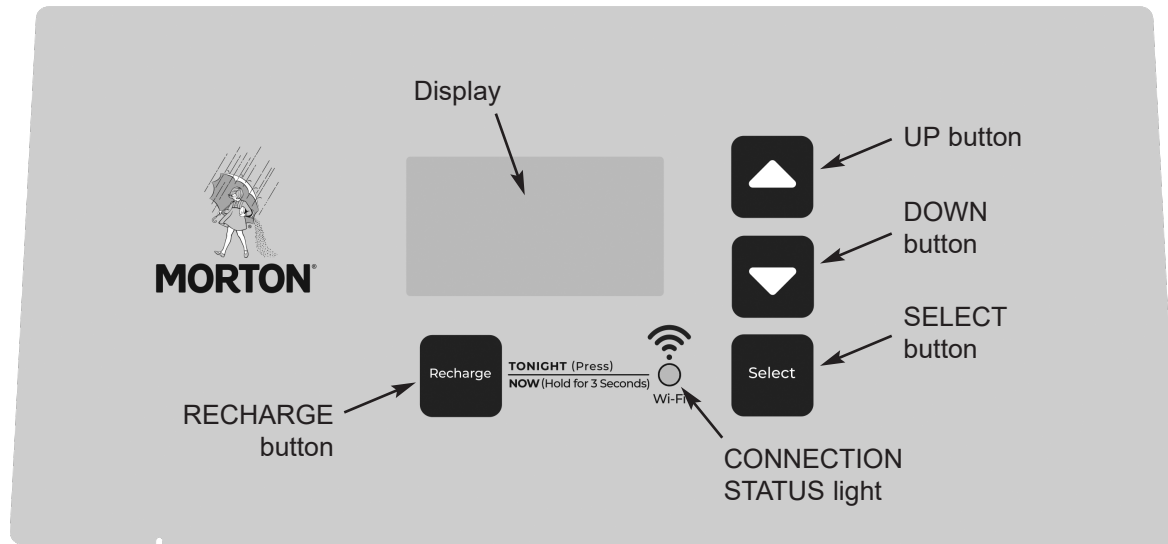 Display
UP button
DOWN
button
MORTON®
SELECT
button
Recharge
TONIGHT (Press)
NOW (Hold for 3 Seconds)
Wi-Fi
Select
RECHARGE
button
CONNECTION
STATUS light